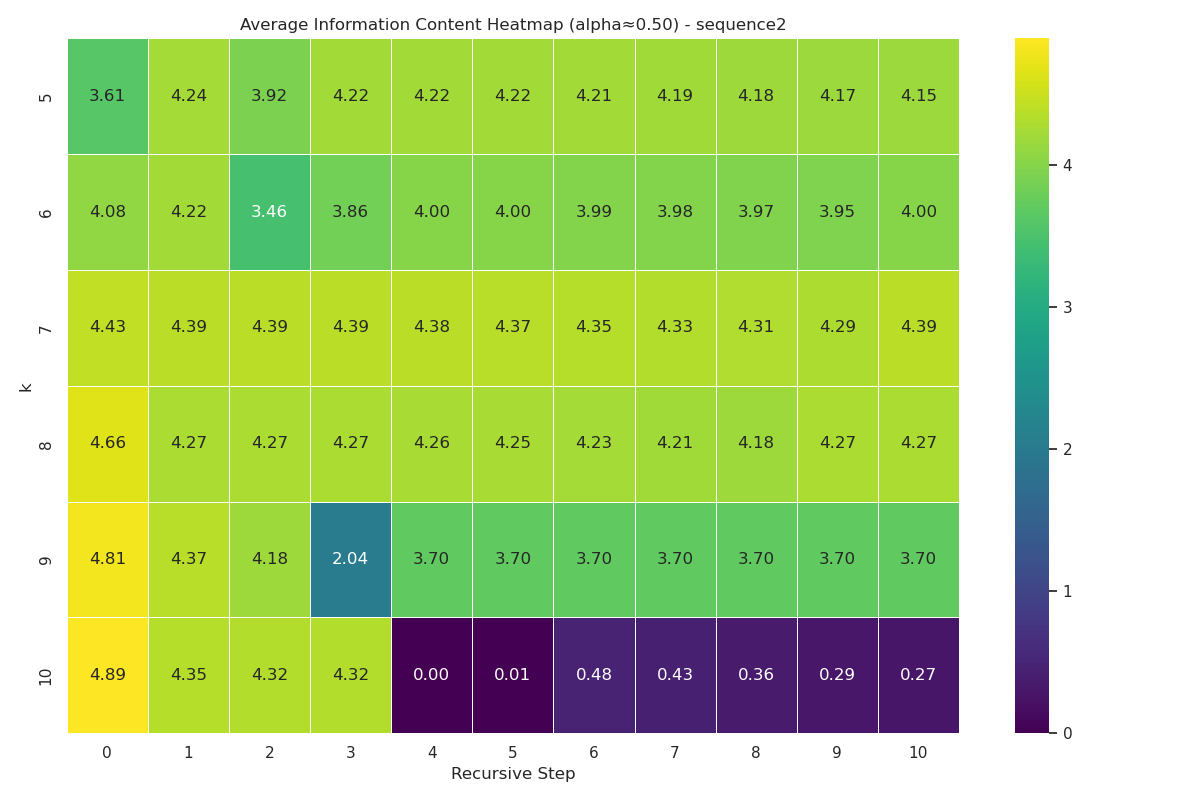 Average Information Content Heatmap (alpha≈0.50) - sequence2
5 3.61 4.24 3.92 4.22 4.22 4.22 4.21 4.19 4.18 4.17 4.15
6 4.08 4.22 3.46 3.86 4.00 4.00 3.99 3.98 3.97 3.95 4.00
7 4.43 4.39 4.39 4.39 4.38 4.37 4.35 4.33 4.31 4.29 4.39
k
8 4.66 4.27 4.27 4.27 4.26 4.25 4.23 4.21 4.18 4.27 4.27
9 4.81 4.37 4.18 2.04 3.70 3.70 3.70 3.70 3.70 3.70 3.70
10 4.89 4.35 4.32 4.32 0.00 0.01 0.48 0.43 0.36 0.29 0.27
0 1 2 3 4 5 6 7 8 9 10
Recursive Step
4
3
2
1
0